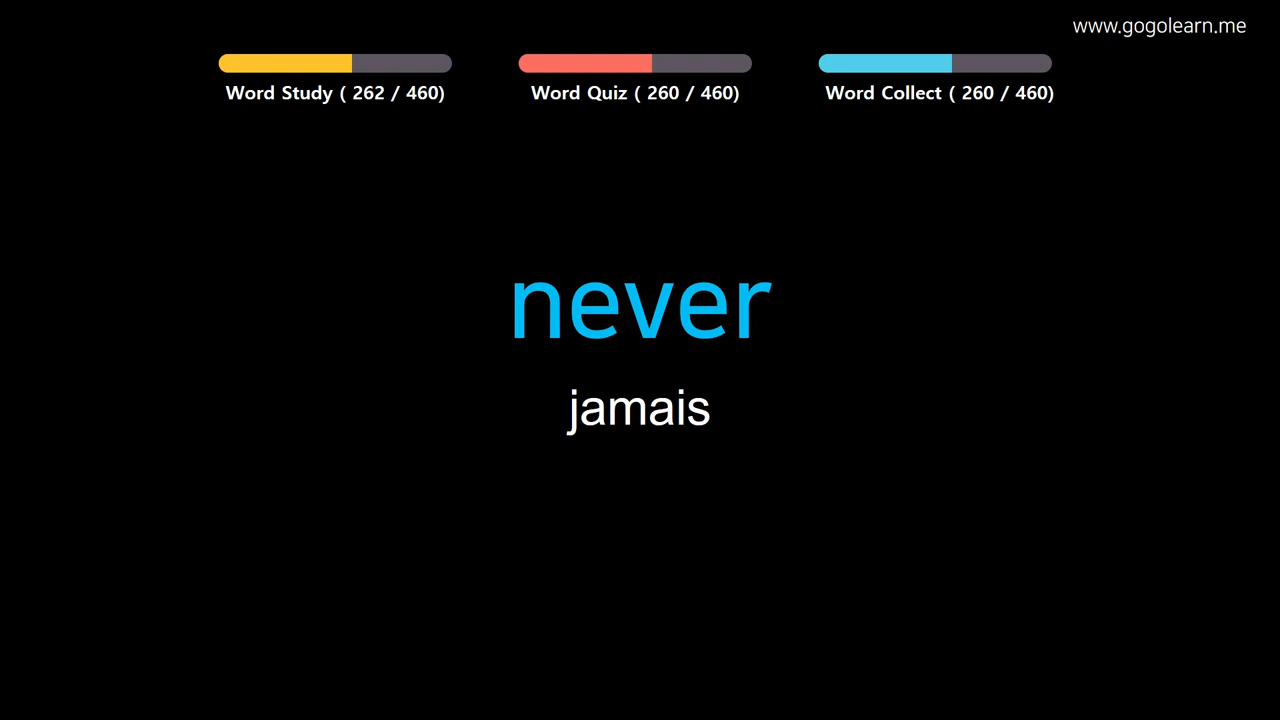 www.gogolearn.me
Word Study ( 262 / 460)
Word Quiz ( 260 / 460)
Word Collect ( 260 / 460)
never
jamais